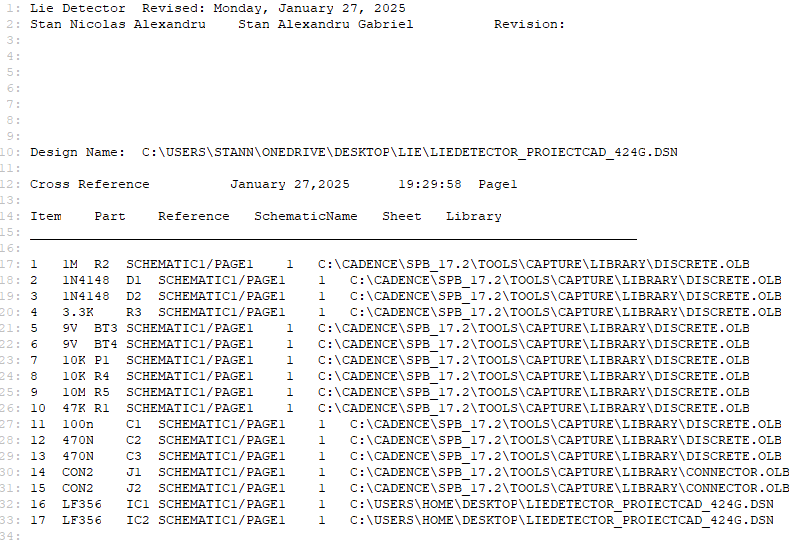 1: Lie Detector  Revised: Monday, January 27, 2025
2: Stan Nicolas Alexandru    Stan Alexandru Gabriel          Revision:
3:
4:
5:
6:
7:
8:
9:
10: Design Name:  C:\USERS\STANN\ONEDRIVE\DESKTOP\LIE\LIEDETECTOR_PROIECTCAD_424G.DSN
11:
12: Cross Reference          January 27,2025      19:29:58  Page1
13:
14: Item    Part    Reference   SchematicName   Sheet   Library
15: ____________________________________________________________________________
16:
17: 1   1M  R2  SCHEMATIC1/PAGE1    1   C:\CADENCE\SPB_17.2\TOOLS\CAPTURE\LIBRARY\DISCRETE.OLB
18: 2   1N4148  D1  SCHEMATIC1/PAGE1    1   C:\CADENCE\SPB_17.2\TOOLS\CAPTURE\LIBRARY\DISCRETE.OLB
19: 3   1N4148  D2  SCHEMATIC1/PAGE1    1   C:\CADENCE\SPB_17.2\TOOLS\CAPTURE\LIBRARY\DISCRETE.OLB
20: 4   3.3K    R3  SCHEMATIC1/PAGE1    1   C:\CADENCE\SPB_17.2\TOOLS\CAPTURE\LIBRARY\DISCRETE.OLB
21: 5   9V  BT3 SCHEMATIC1/PAGE1    1   C:\CADENCE\SPB_17.2\TOOLS\CAPTURE\LIBRARY\DISCRETE.OLB
22: 6   9V  BT4 SCHEMATIC1/PAGE1    1   C:\CADENCE\SPB_17.2\TOOLS\CAPTURE\LIBRARY\DISCRETE.OLB
23: 7   10K P1  SCHEMATIC1/PAGE1    1   C:\CADENCE\SPB_17.2\TOOLS\CAPTURE\LIBRARY\DISCRETE.OLB
24: 8   10K R4  SCHEMATIC1/PAGE1    1   C:\CADENCE\SPB_17.2\TOOLS\CAPTURE\LIBRARY\DISCRETE.OLB
25: 9   10M R5  SCHEMATIC1/PAGE1    1   C:\CADENCE\SPB_17.2\TOOLS\CAPTURE\LIBRARY\DISCRETE.OLB
26: 10  47K R1  SCHEMATIC1/PAGE1    1   C:\CADENCE\SPB_17.2\TOOLS\CAPTURE\LIBRARY\DISCRETE.OLB
27: 11  100n    C1  SCHEMATIC1/PAGE1    1   C:\CADENCE\SPB_17.2\TOOLS\CAPTURE\LIBRARY\DISCRETE.OLB
28: 12  470N    C2  SCHEMATIC1/PAGE1    1   C:\CADENCE\SPB_17.2\TOOLS\CAPTURE\LIBRARY\DISCRETE.OLB
29: 13  470N    C3  SCHEMATIC1/PAGE1    1   C:\CADENCE\SPB_17.2\TOOLS\CAPTURE\LIBRARY\DISCRETE.OLB
30: 14  CON2    J1  SCHEMATIC1/PAGE1    1   C:\CADENCE\SPB_17.2\TOOLS\CAPTURE\LIBRARY\CONNECTOR.OLB
31: 15  CON2    J2  SCHEMATIC1/PAGE1    1   C:\CADENCE\SPB_17.2\TOOLS\CAPTURE\LIBRARY\CONNECTOR.OLB
32: 16  LF356   IC1 SCHEMATIC1/PAGE1    1   C:\USERS\HOME\DESKTOP\LIEDETECTOR_PROIECTCAD_424G.DSN
33: 17  LF356   IC2 SCHEMATIC1/PAGE1    1   C:\USERS\HOME\DESKTOP\LIEDETECTOR_PROIECTCAD_424G.DSN
34: